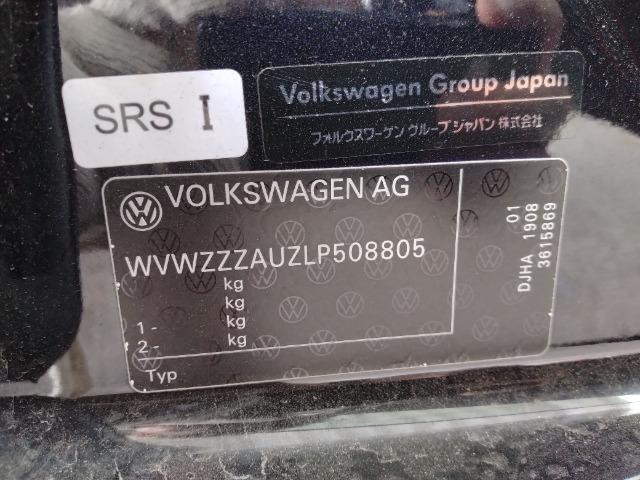 SRS I
Volkswagen Group Japan
フォルクスワーゲン グループ ジャパン 株式会社
VOLKSWAGEN AG
WVWZZZAUZLP508805
kg
kg
1- kg
2- kg
Typ
01
DJHA 1908
3615869